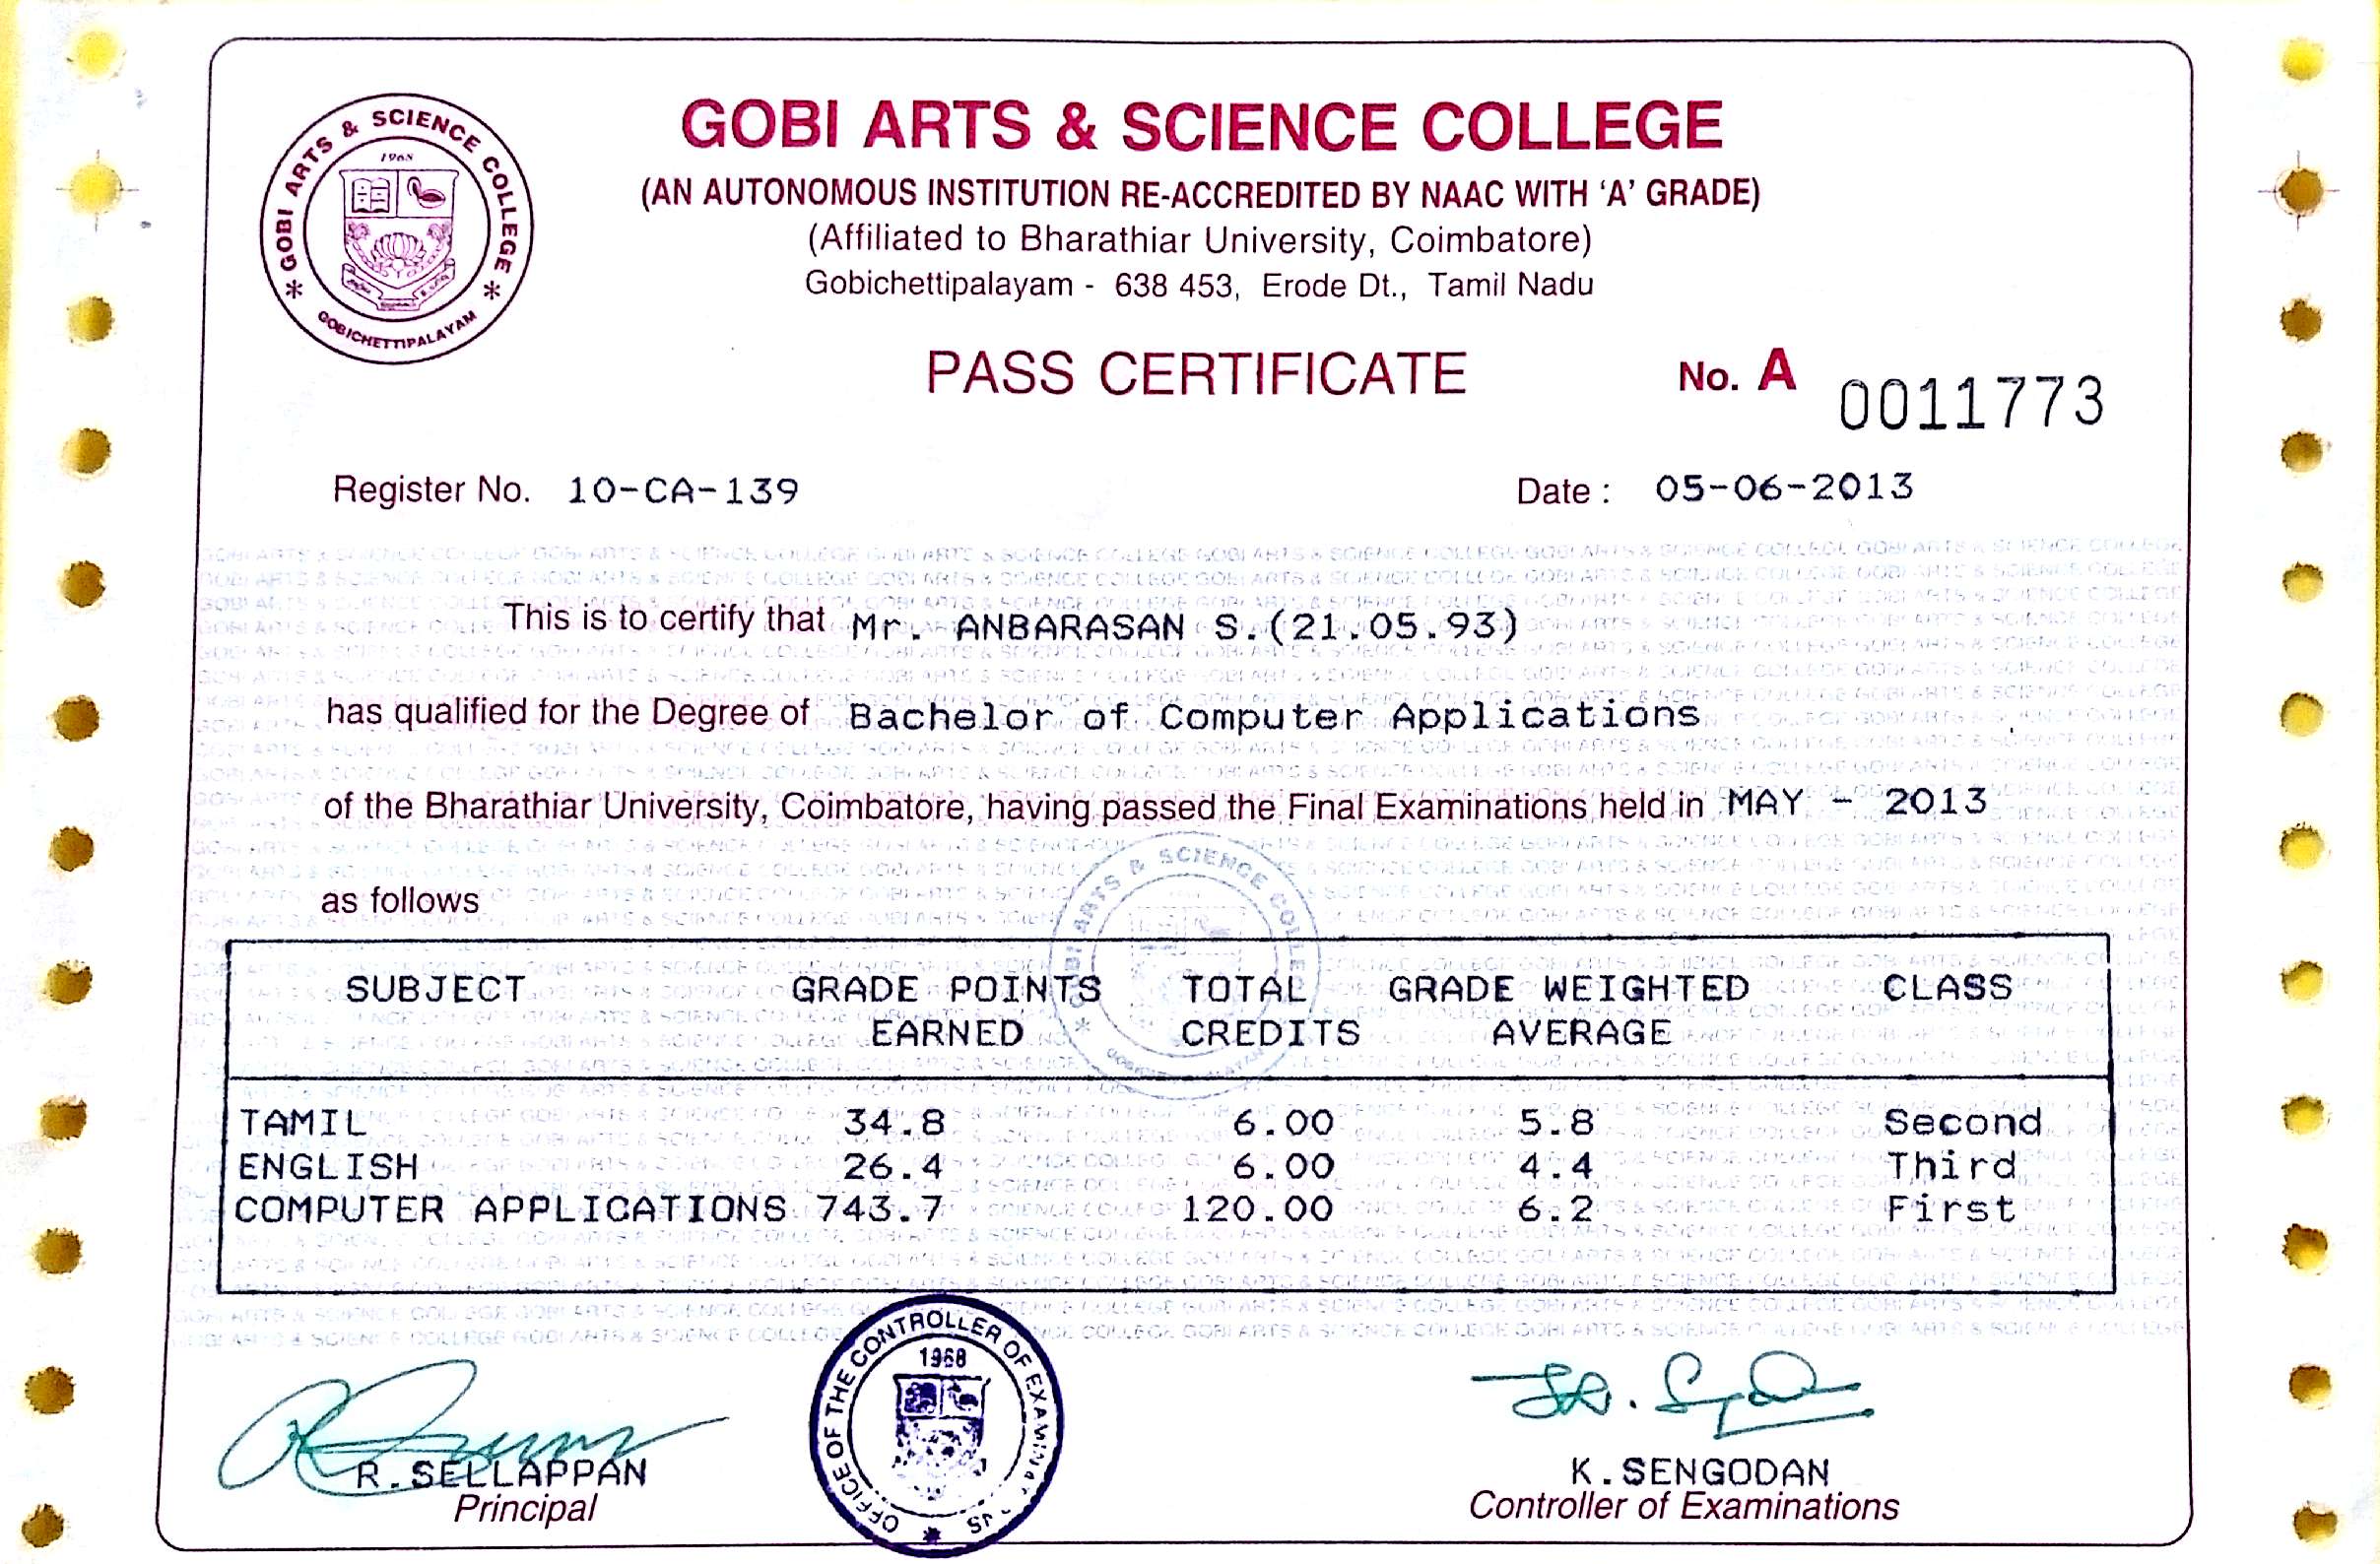 GOBI ARTS & SCIENCE COLLEGE
(AN AUTONOMOUS INSTITUTION RE-ACCREDITED BY NAAC WITH ‘A’ GRADE)
(Affiliated to Bharathiar University, Coimbatore)
Gobichettipalayam - 638 453, Erode Dt., Tamil Nadu
GOBI ARTS & SCIENCE COLLEGE
1968
GOBICHETTIPALAYAM
PASS CERTIFICATE No. A 0011773
Register No. 10-CA-139 Date : 05-06-2013
This is to certify that Mr. ANBARASAN S.(21.05.93)
has qualified for the Degree of Bachelor of Computer Applications
of the Bharathiar University, Coimbatore, having passed the Final Examinations held in MAY - 2013
as follows
SUBJECT GRADE POINTS TOTAL GRADE WEIGHTED CLASS
EARNED CREDITS AVERAGE
TAMIL 34.8 6.00 5.8 Second
ENGLISH 26.4 6.00 4.4 Third
COMPUTER APPLICATIONS 743.7 120.00 6.2 First
OFFICE OF THE CONTROLLER OF EXAMINATIONS
1968
R.SELLAPPAN
Principal
K.SENGODAN
Controller of Examinations